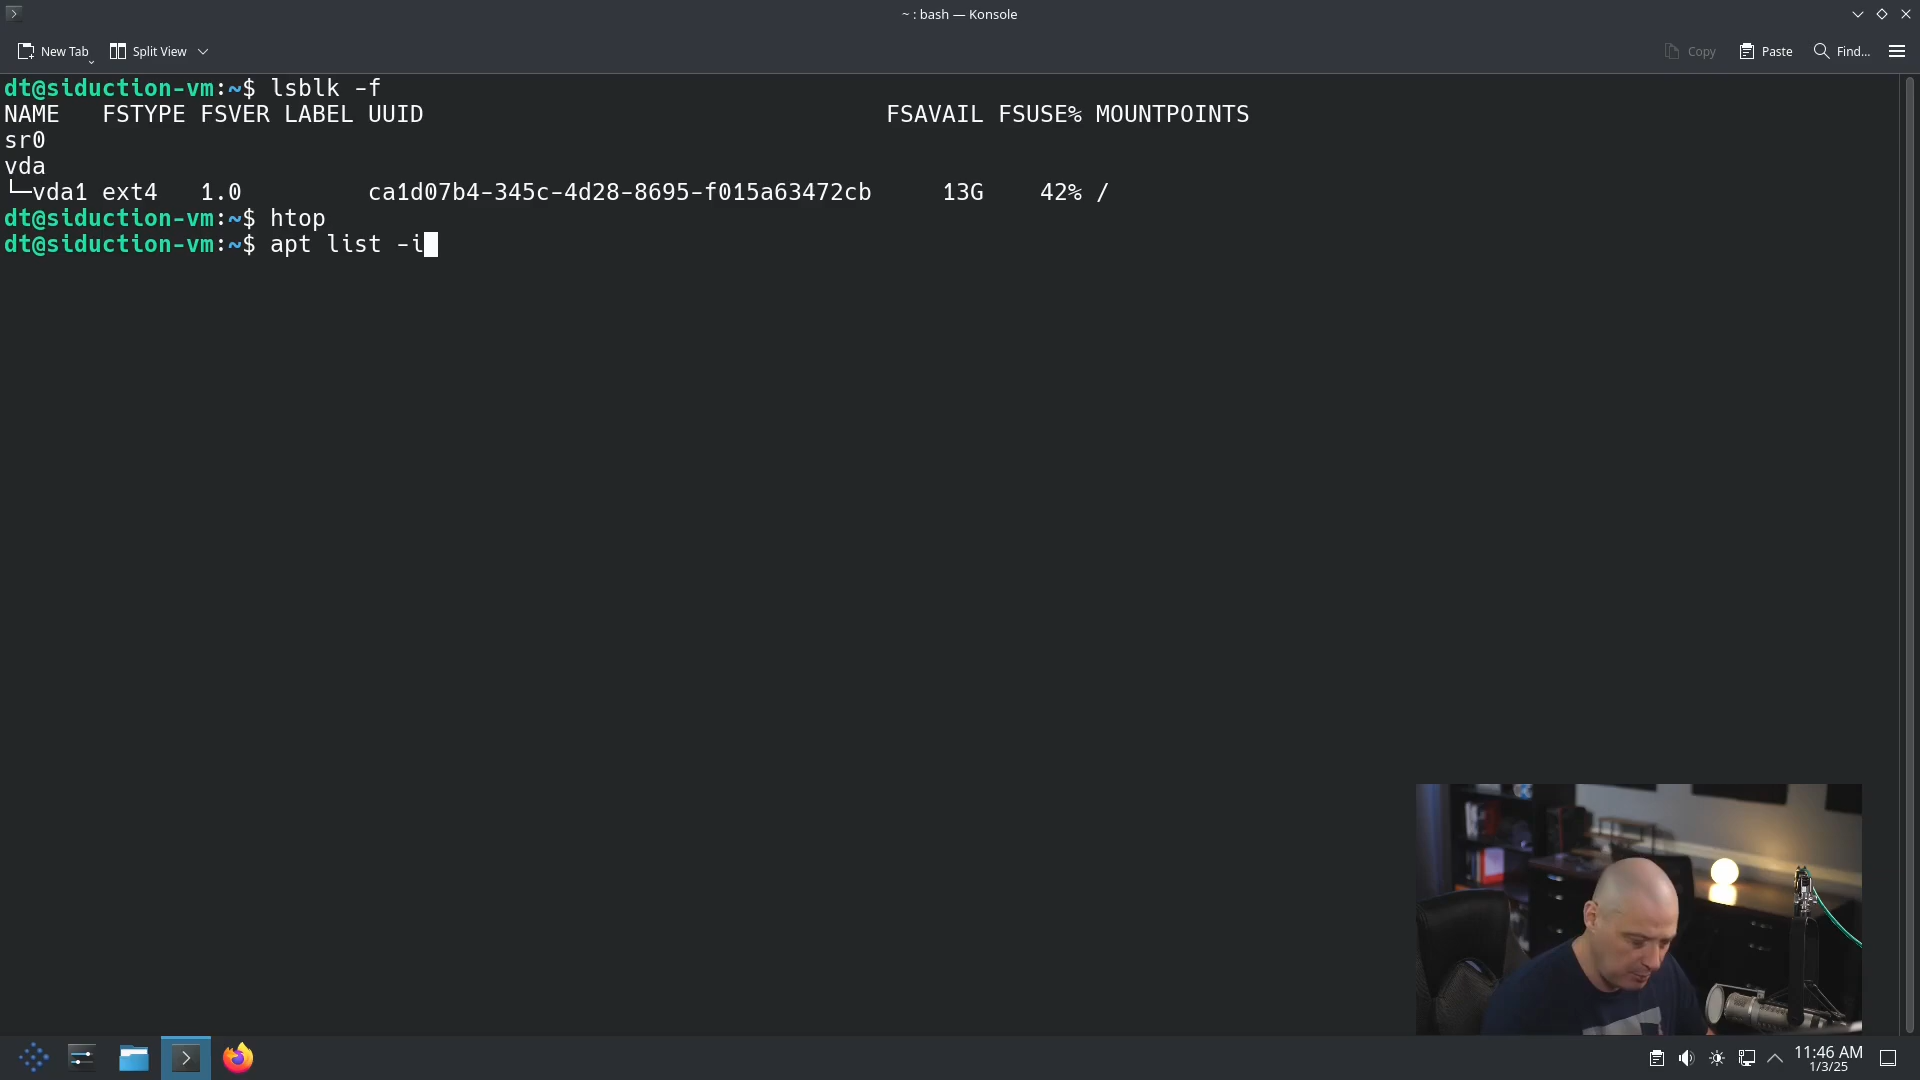 ~ : bash — Konsole
New Tab Split View Copy Paste Find...
dt@siduction-vm:~$ lsblk -f
NAME   FSTYPE FSVER LABEL UUID                                 FSAVAIL FSUSE% MOUNTPOINTS
sr0
vda
└─vda1 ext4   1.0         ca1d07b4-345c-4d28-8695-f015a63472cb     13G    42% /
dt@siduction-vm:~$ htop
dt@siduction-vm:~$ apt list -i
11:46 AM
1/3/25